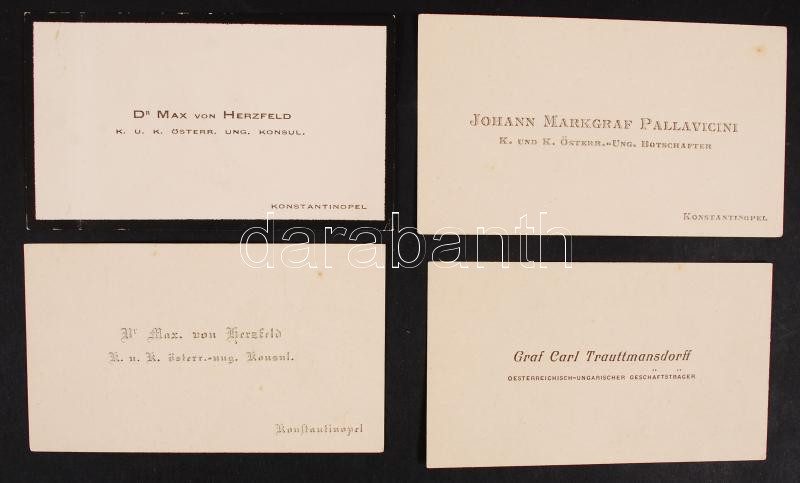 Dr Max von Herzfeld
K. u. K. österr. ung. Konsul.
Konstantinopel
Johann Markgraf Pallavicini
K. und K. Österr.-Ung. Botschafter
Konstantinopel
darabanth
Dr Max. von Herzfeld
K. u. K. österr.-ung. Konsul.
Konstantinopel
Graf Carl Trauttmansdorff
OESTERREICHISCH-UNGARISCHER GESCHÄFTSTRÄGER